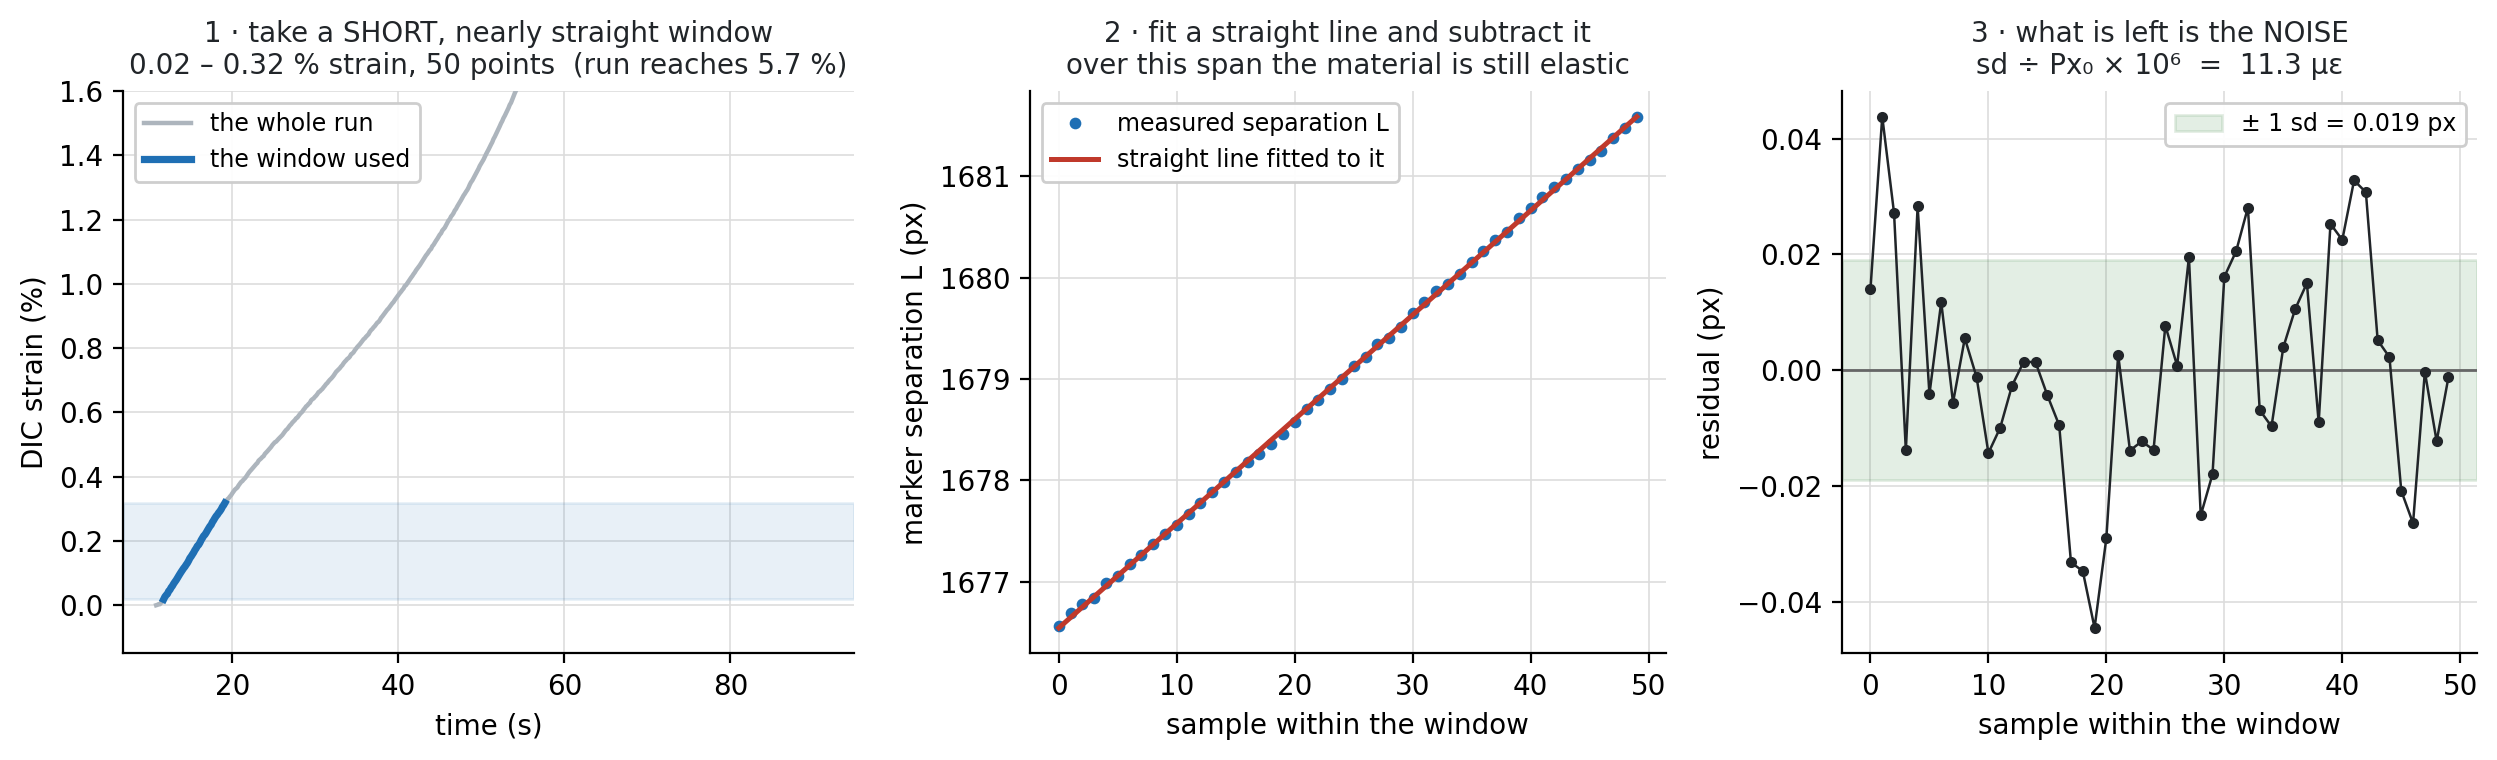 1 · take a SHORT, nearly straight window
0.02 – 0.32 % strain, 50 points  (run reaches 5.7 %)
the whole run
the window used
1.6
1.4
1.2
1.0
0.8
0.6
0.4
0.2
0.0
DIC strain (%)
20
40
60
80
time (s)
2 · fit a straight line and subtract it
over this span the material is still elastic
measured separation L
straight line fitted to it
1681
1680
1679
1678
1677
marker separation L (px)
0
10
20
30
40
50
sample within the window
3 · what is left is the NOISE
sd ÷ Px₀ × 10⁶  =  11.3 µε
± 1 sd = 0.019 px
0.04
0.02
0.00
−0.02
−0.04
residual (px)
0
10
20
30
40
50
sample within the window